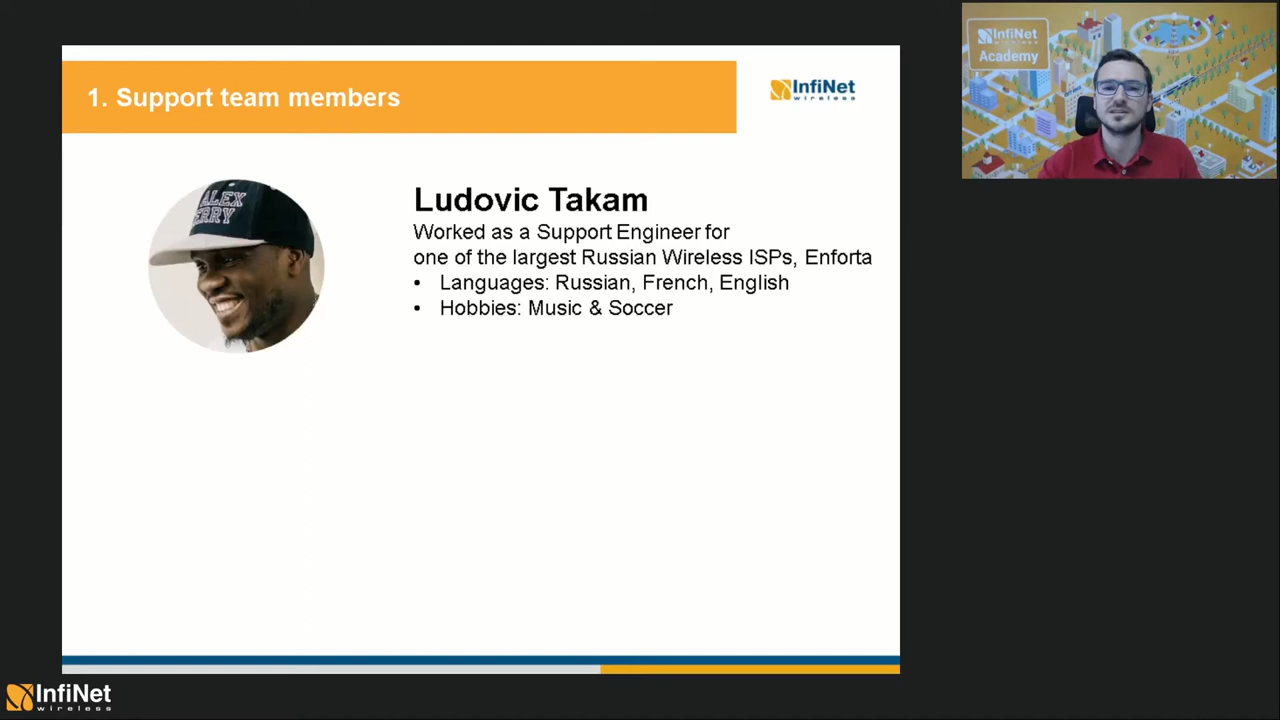 1. Support team members
InfiNet
wireless
InfiNet
wireless
Academy
ALEX
Ludovic Takam
Worked as a Support Engineer for
one of the largest Russian Wireless ISPs, Enforta
• Languages: Russian, French, English
• Hobbies: Music & Soccer
InfiNet
wireless